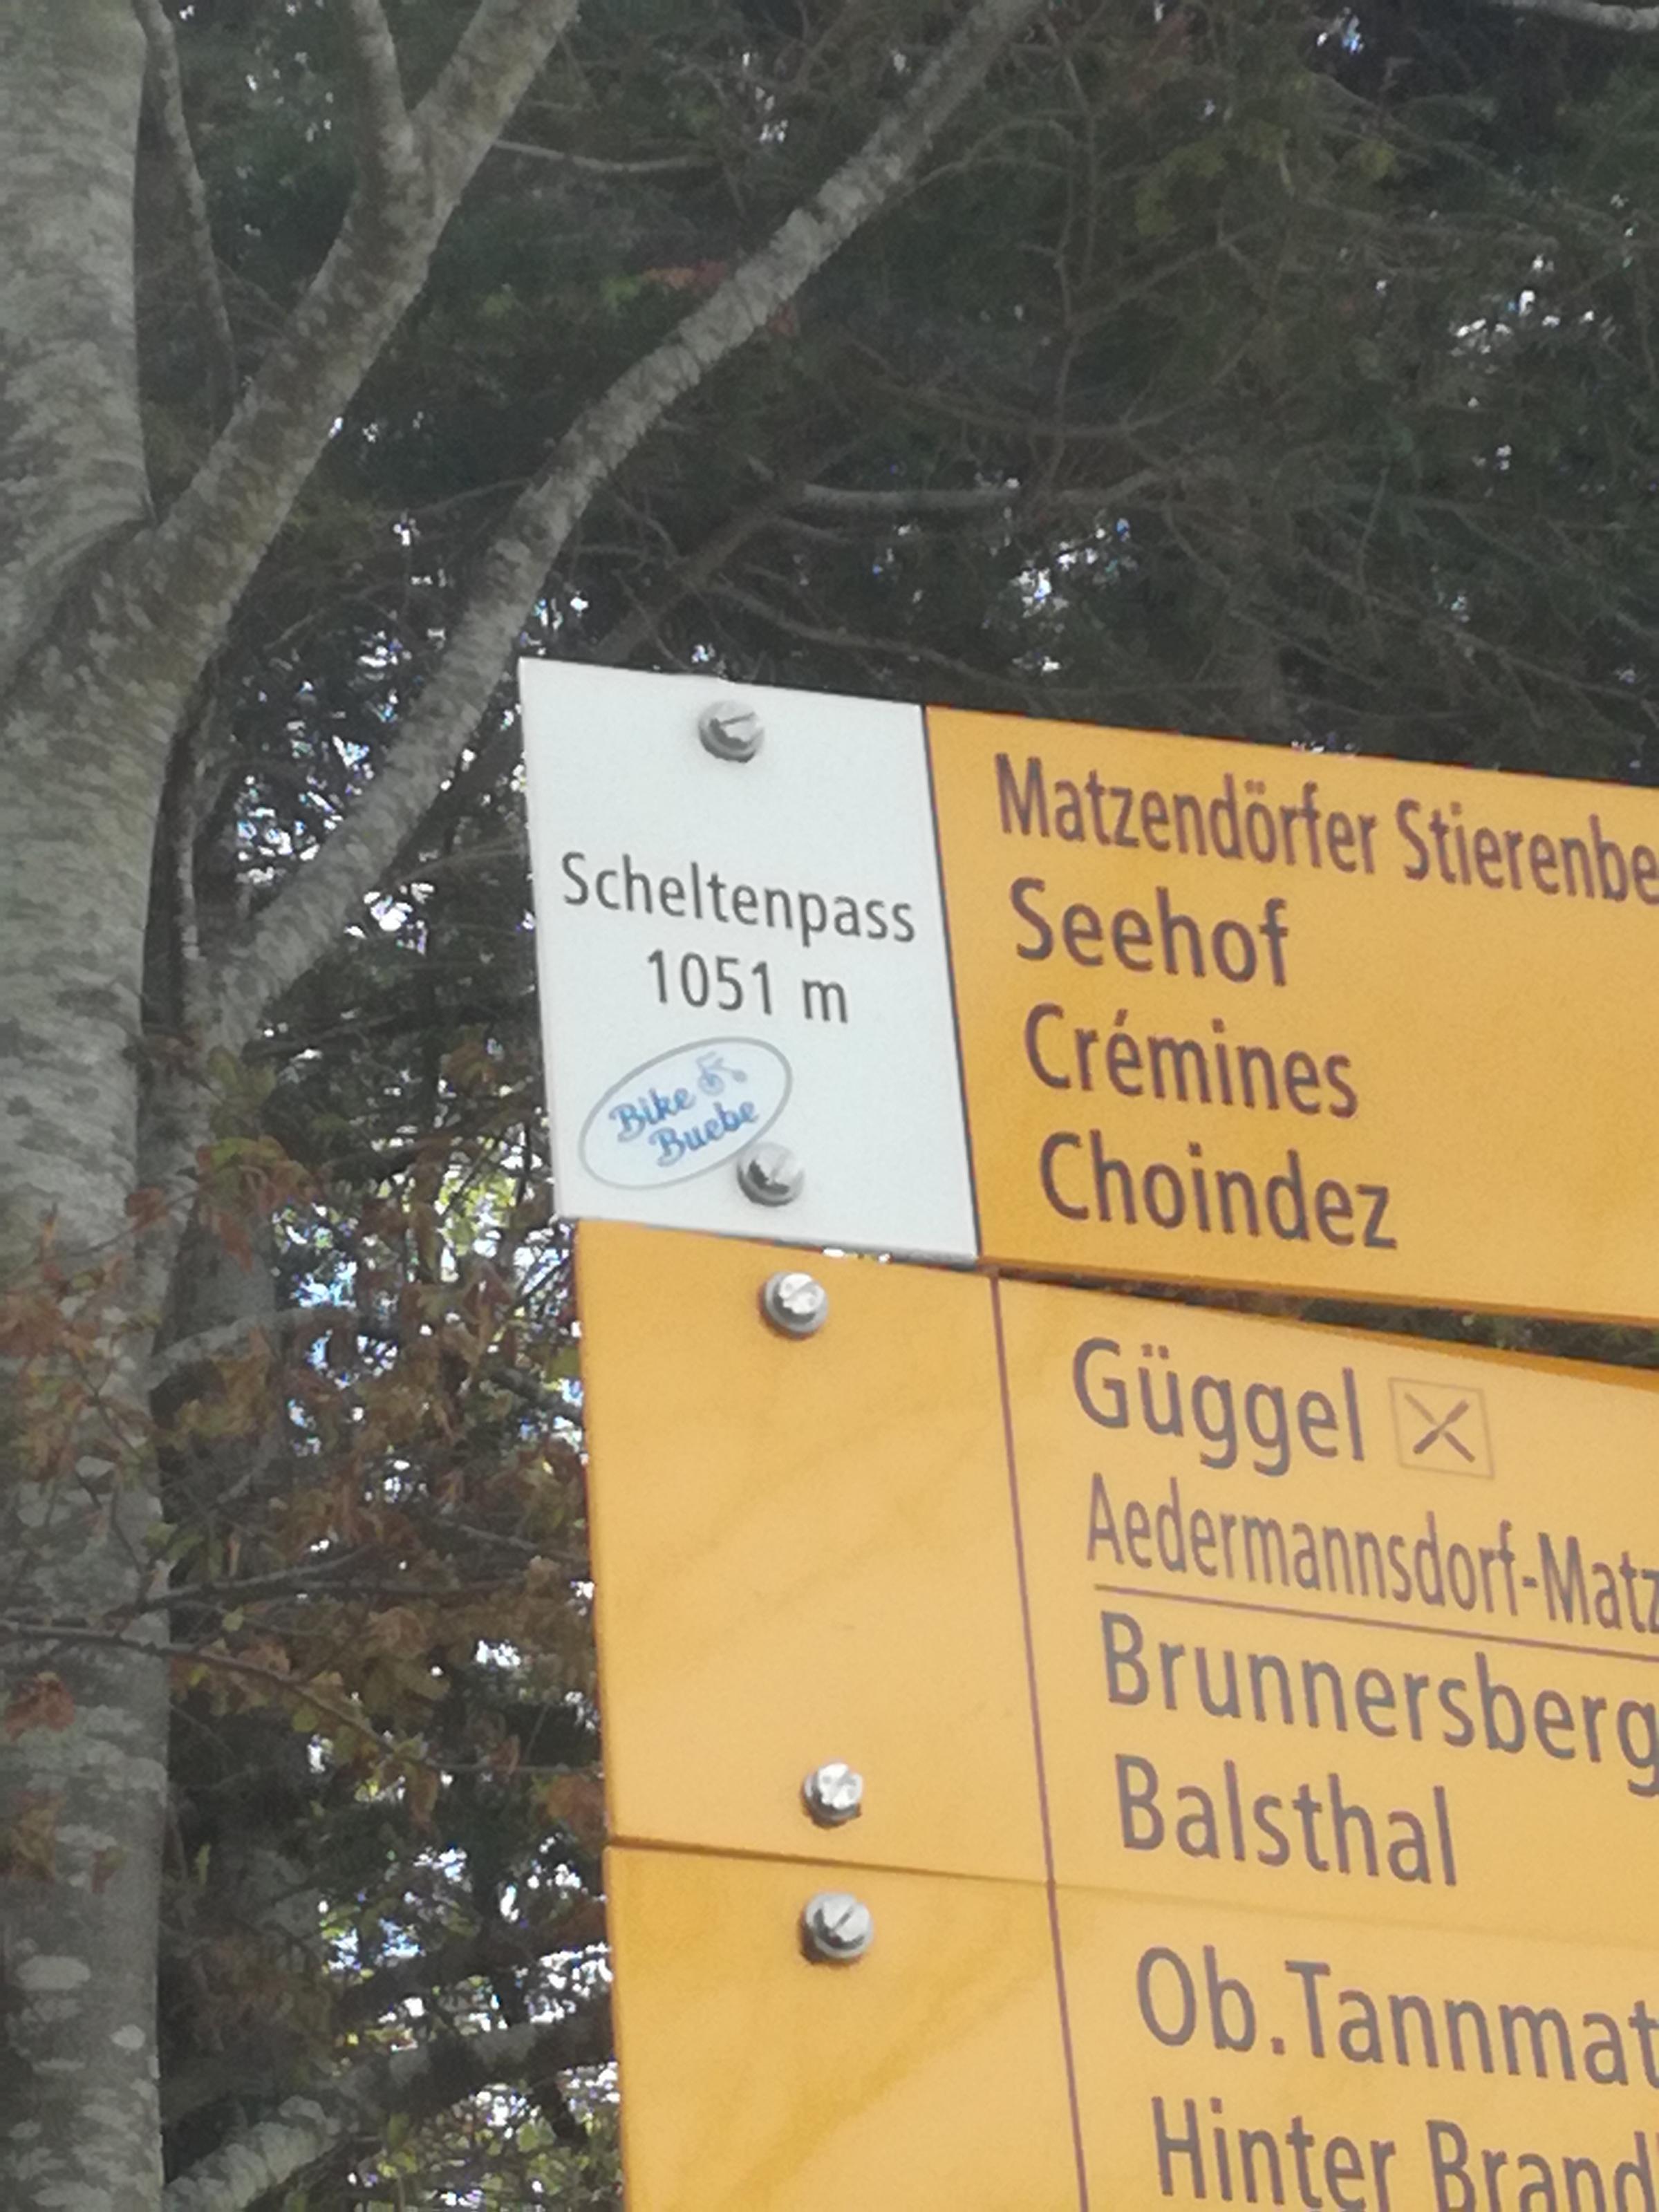 Scheltenpass
1051 m
Bike
Buebe
Matzendörfer Stierenbe
Seehof
Crémines
Choindez
Güggel
Aedermannsdorf-Matz
Brunnersberg
Balsthal
Ob.Tannmat
Hinter Brand